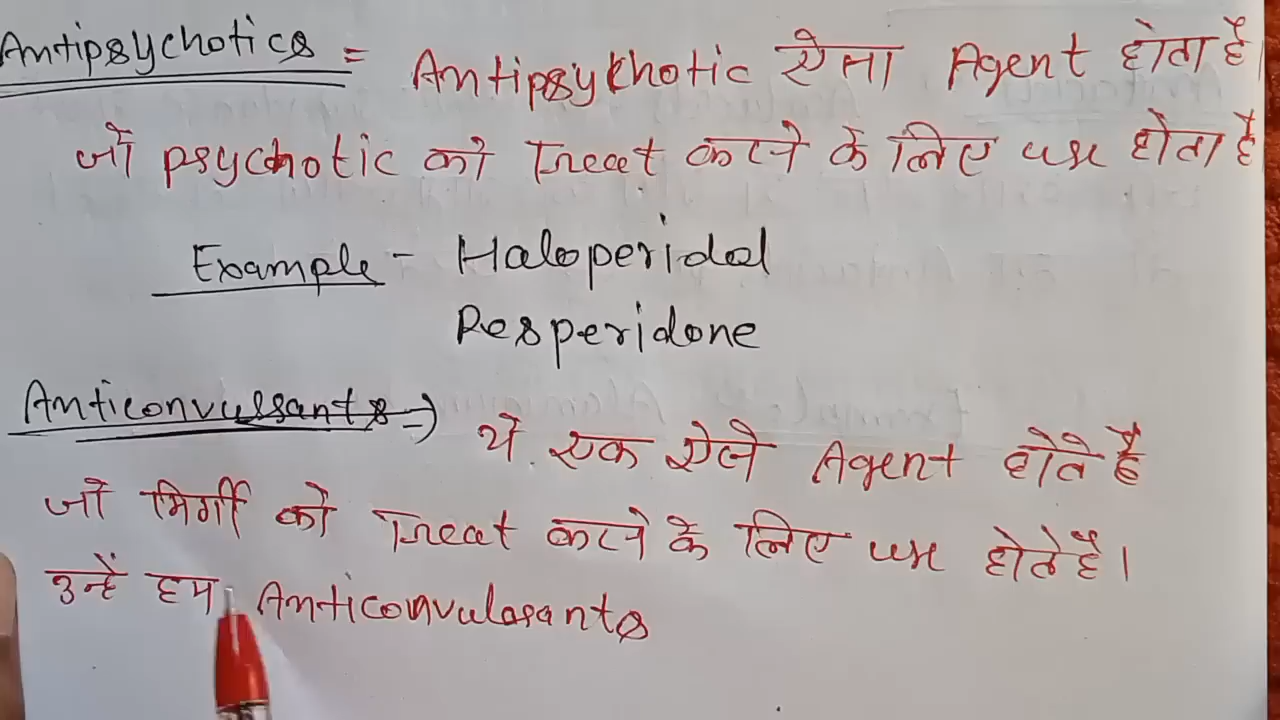 Antipsychotics = Antipsychotic ऐसा Agent होता है।
जो psychotic को Treat करने के लिए use होता है
Example - Haloperidol
Resperidone
Anticonvulsants → ये एक ऐसे Agent होते है
जो मिर्गी को Treat करने के लिए use होते है।
उन्हें हम Anticonvulasants